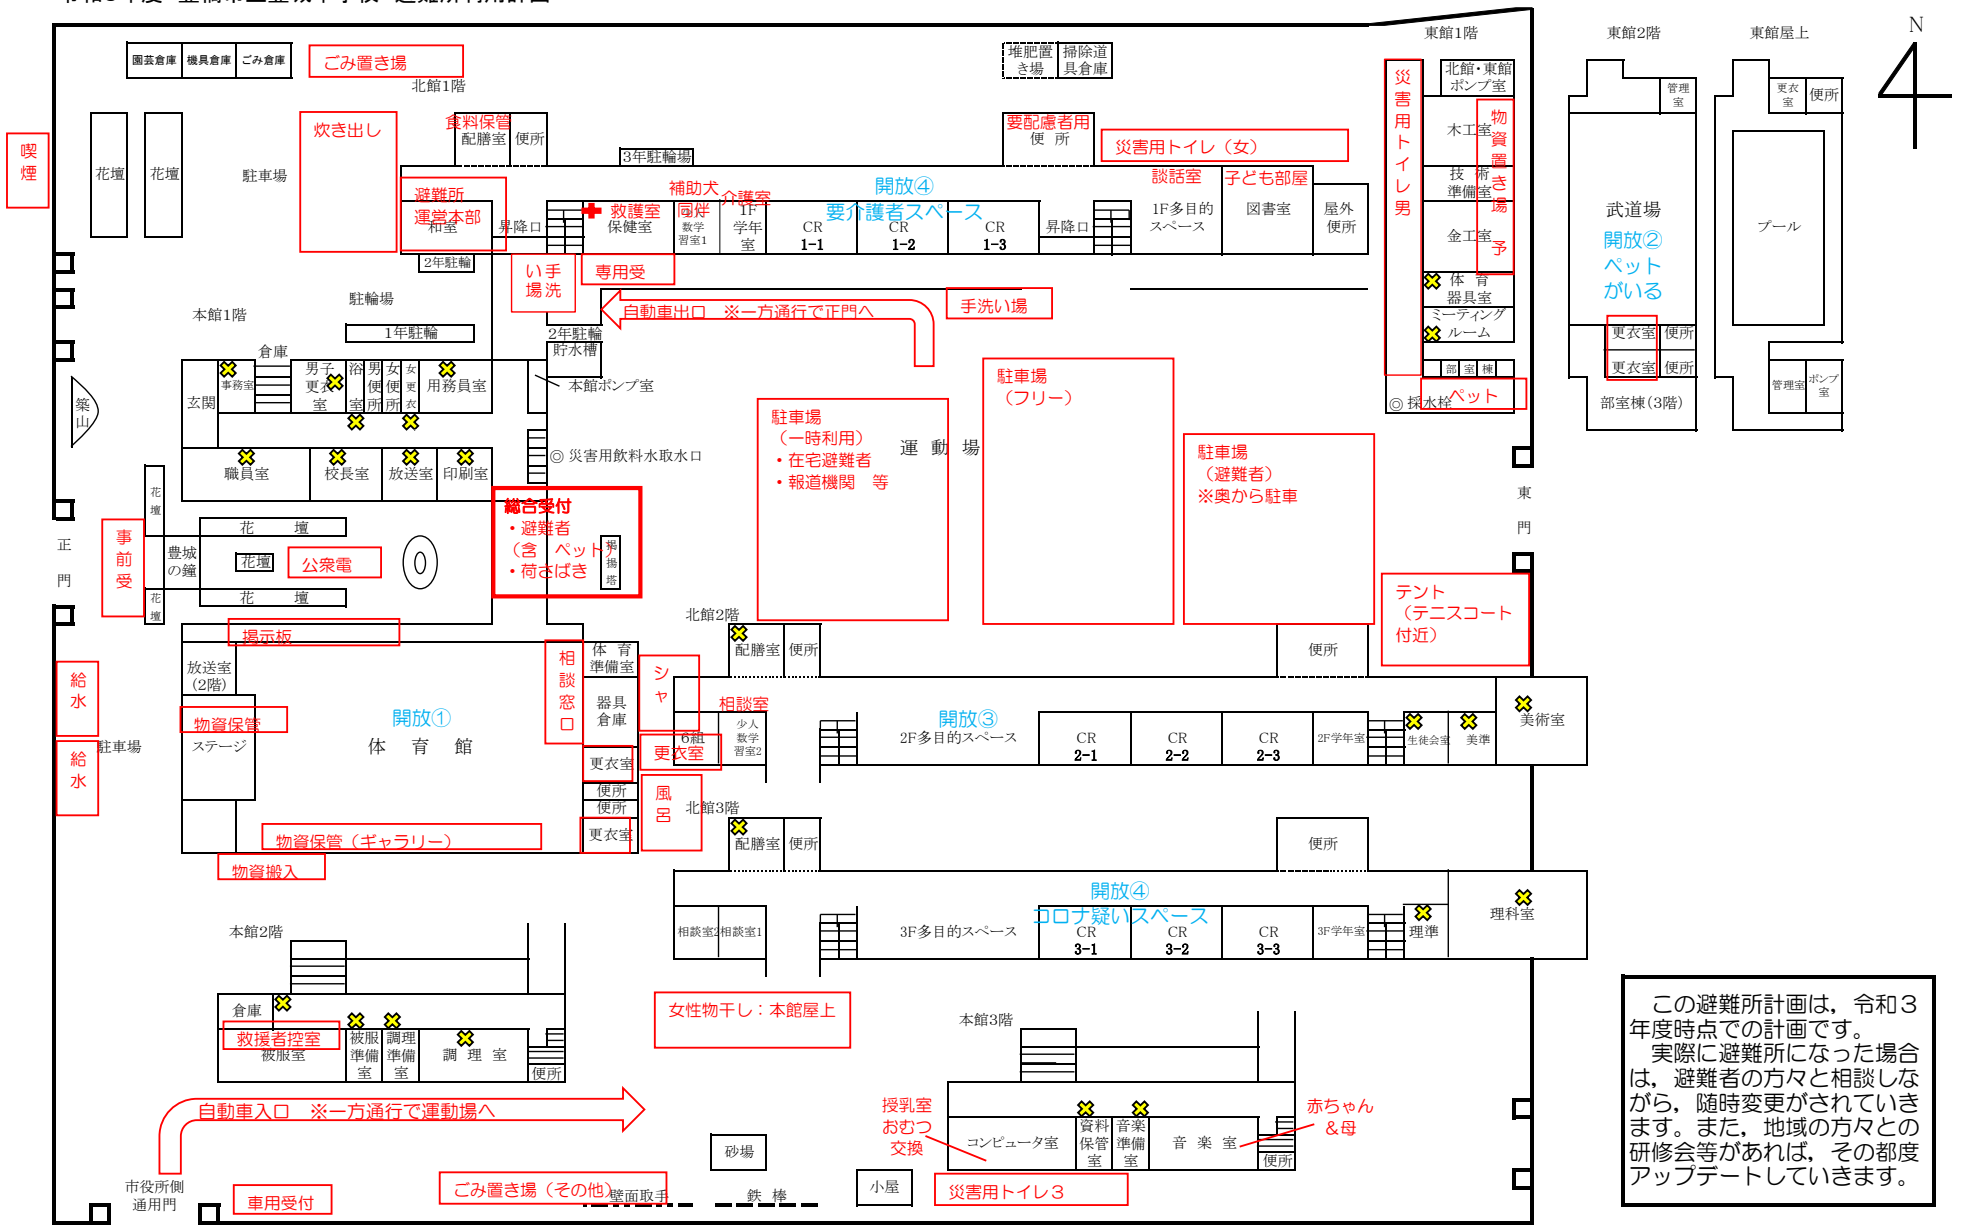 東館1階
東館2階
東館屋上
N
園芸倉庫
機具倉庫
ごみ倉庫
ごみ置き場
北館1階
堆肥置
き場
掃除道
具倉庫
災害用トイレ男
北館・東館
ポンプ室
木工室
物資置き場
予
技術
準備室
金工室
体育
器具室
ミーティング
ルーム
部室棟
ペット
◎採水栓
管理
室
武道場
開放②
ペット
がいる
更衣室
便所
更衣室
便所
部室棟(3階)
更衣
室
便所
プール
管理室
ポンプ
室
喫煙
花壇
花壇
駐車場
炊き出し
食料保管
配膳室
便所
3年駐輪場
要配慮者用
便所
災害用トイレ（女）
避難所
運営本部
和室
昇降口
救護室
保健室
補助犬
同伴
数学
習室1
介護室
1F
学年
室
開放④
要介護者スペース
CR
1-1
CR
1-2
CR
1-3
昇降口
談話室
1F多目的
スペース
子ども部屋
図書室
屋外
便所
2年駐輪
い手
場洗
専用受
駐輪場
本館1階
1年駐輪
自動車出口　※一方通行で正門へ
手洗い場
2年駐輪
貯水槽
倉庫
玄関
事務室
男子
更衣
室
浴
室
男
便
所
女
便
所
女
更
衣
用務員室
本館ポンプ室
築山
職員室
校長室
放送室
印刷室
◎災害用飲料水取水口
駐車場
（一時利用）
・在宅避難者
・報道機関　等
運動場
駐車場
（フリー）
駐車場
（避難者）
※奥から駐車
東門
正門
事前受
花壇
花壇
豊城
の鐘
花壇
公衆電
花壇
花壇
総合受付
・避難者
（含　ペット）
・荷さばき
掲揚塔
テント
（テニスコート
付近）
掲示板
放送室
(2階)
物資保管
ステージ
開放①
体育館
相談窓口
体育
準備室
器具
倉庫
更衣室
便所
便所
更衣室
シャ
更衣室
風呂
給水
給水
駐車場
物資保管（ギャラリー）
物資搬入
北館2階
配膳室
便所
便所
相談室
6組
少人
数学
習室2
開放③
2F多目的スペース
CR
2-1
CR
2-2
CR
2-3
2F学年室
生徒会室
美準
美術室
北館3階
配膳室
便所
便所
相談室2
相談室1
開放④
コロナ疑いスペース
3F多目的スペース
CR
3-1
CR
3-2
CR
3-3
3F学年室
理準
理科室
本館2階
倉庫
救援者控室
被服室
被服
準備
室
調理
準備
室
調理室
便所
女性物干し：本館屋上
本館3階
授乳室
おむつ
交換
コンピュータ室
資料
保管
室
音楽
準備
室
音楽室
赤ちゃん
＆母
便所
自動車入口　※一方通行で運動場へ
市役所側
通用門
車用受付
ごみ置き場（その他）
壁面取手
砂場
鉄棒
小屋
災害用トイレ3
この避難所計画は，令和３
年度時点での計画です。
実際に避難所になった場合
は，避難者の方々と相談しな
がら，随時変更がされていき
ます。また，地域の方々との
研修会等があれば，その都度
アップデートしていきます。